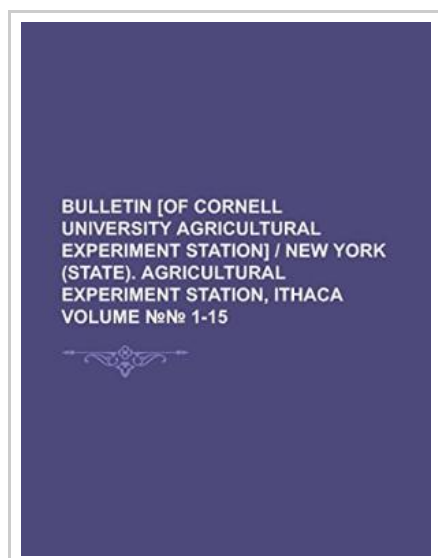 BULLETIN [OF CORNELL
UNIVERSITY AGRICULTURAL
EXPERIMENT STATION] / NEW YORK
(STATE). AGRICULTURAL
EXPERIMENT STATION, ITHACA
VOLUME №№ 1-15